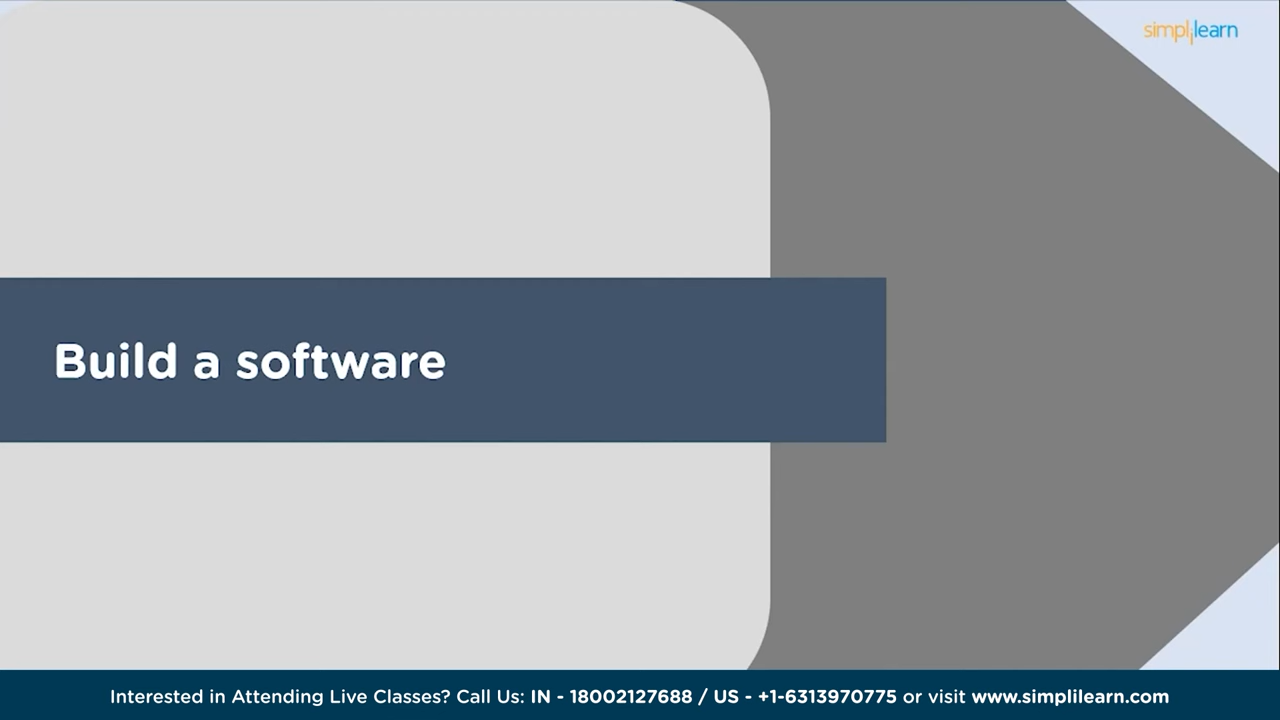 simplilearn
Build a software
Interested in Attending Live Classes? Call Us: IN - 18002127688 / US - +1-6313970775 or visit www.simplilearn.com